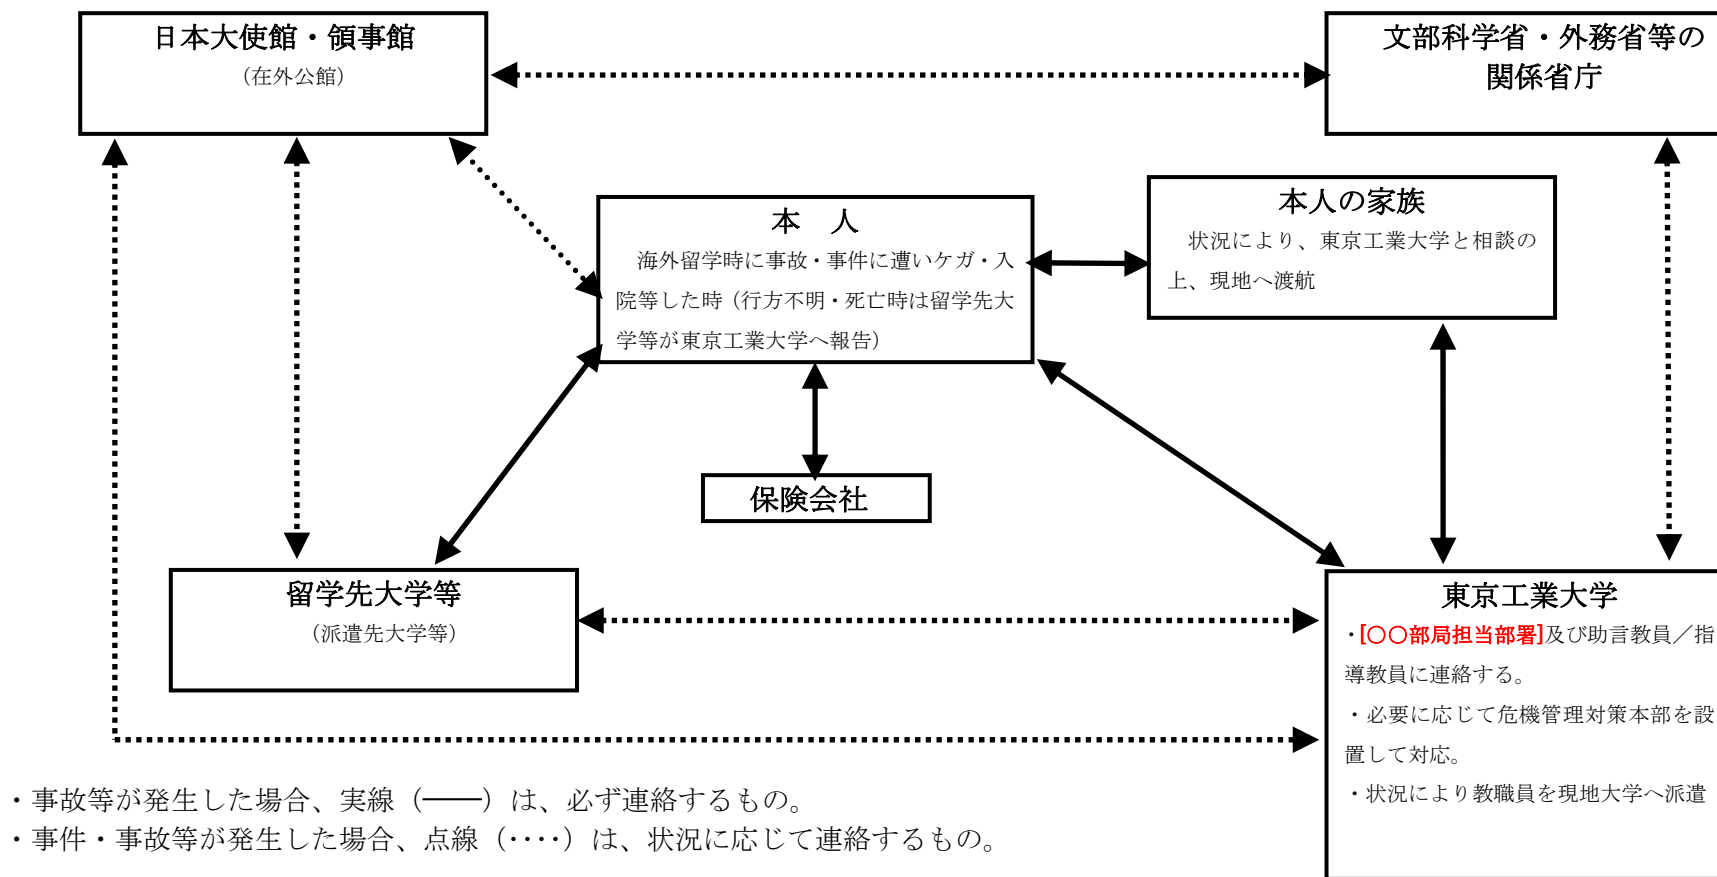 日本大使館・領事館
（在外公館）
文部科学省・外務省等の
関係省庁
本　人
海外留学時に事故・事件に遭いケガ・入
院等した時（行方不明・死亡時は留学先大
学等が東京工業大学へ報告）
本人の家族
状況により、東京工業大学と相談の
上、現地へ渡航
保険会社
留学先大学等
（派遣先大学等）
東京工業大学
・[〇〇部局担当部署]及び助言教員／指
導教員に連絡する。
・必要に応じて危機管理対策本部を設
置して対応。
・状況により教職員を現地大学へ派遣
・事故等が発生した場合、実線（――）は、必ず連絡するもの。
・事件・事故等が発生した場合、点線（‥‥）は、状況に応じて連絡するもの。